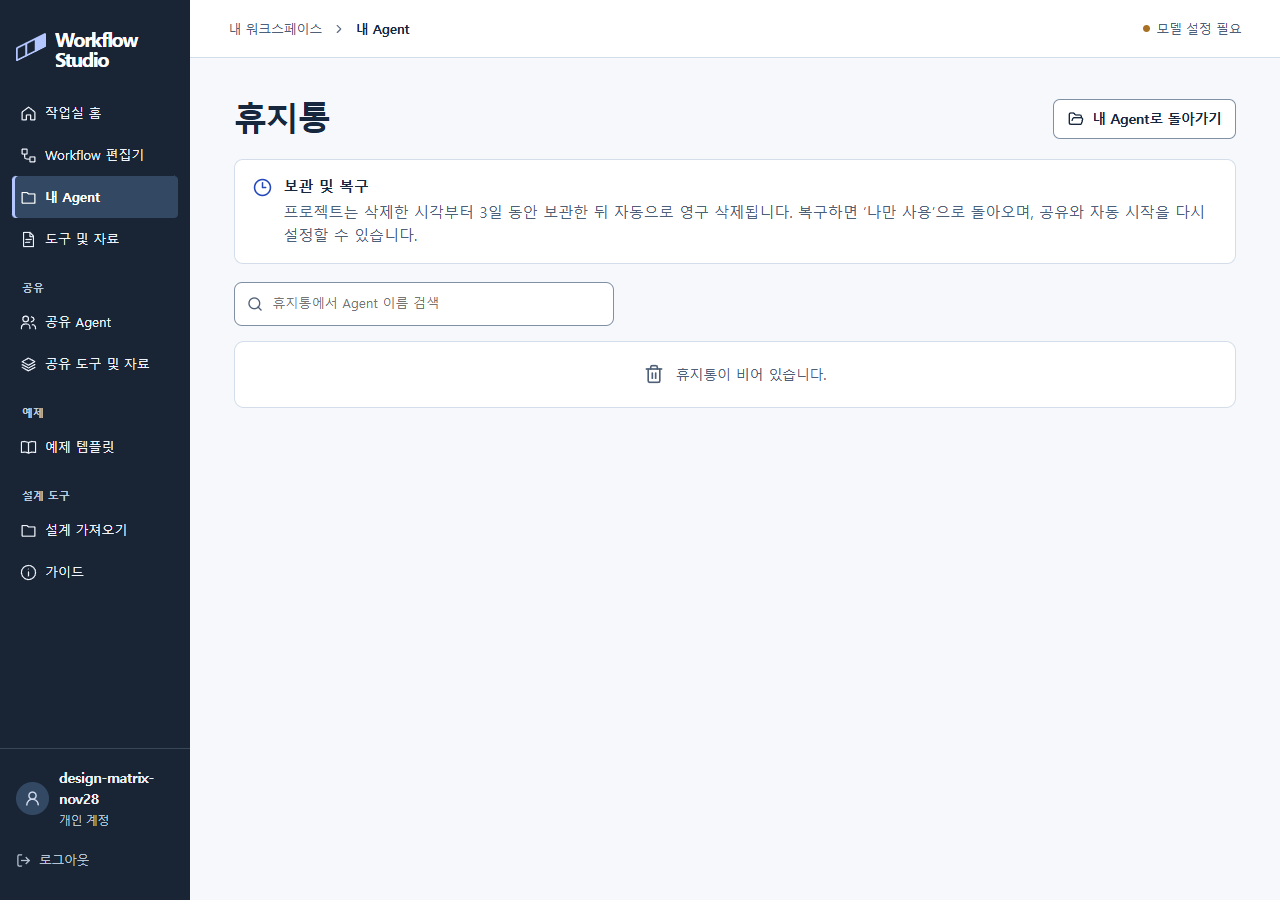 Workflow
Studio
작업실 홈
Workflow 편집기
내 Agent
도구 및 자료
공유
공유 Agent
공유 도구 및 자료
예제
예제 템플릿
설계 도구
설계 가져오기
가이드
design-matrix-
nov28
개인 계정
로그아웃
내 워크스페이스 > 내 Agent
모델 설정 필요
휴지통
내 Agent로 돌아가기
보관 및 복구
프로젝트는 삭제한 시각부터 3일 동안 보관한 뒤 자동으로 영구 삭제됩니다. 복구하면 ‘나만 사용’으로 돌아오며, 공유와 자동 시작을 다시
설정할 수 있습니다.
휴지통에서 Agent 이름 검색
휴지통이 비어 있습니다.